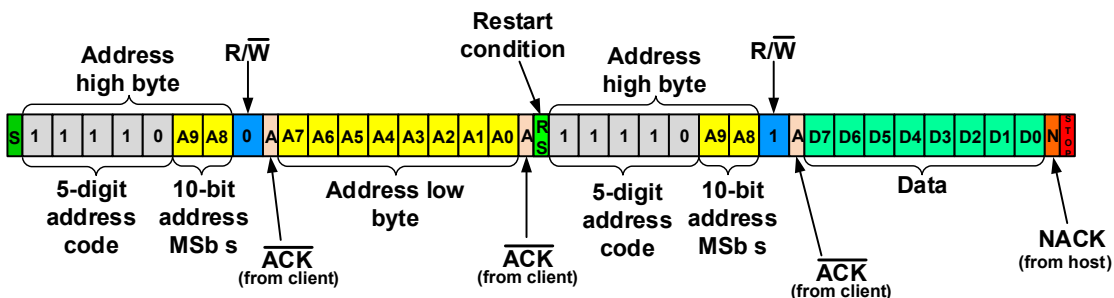 Restart
condition
Address
high byte
R/W
Address
high byte
R/W
S 1 1 1 1 0 A9 A8 0 A A7 A6 A5 A4 A3 A2 A1 A0 A RS 1 1 1 1 0 A9 A8 1 A D7 D6 D5 D4 D3 D2 D1 D0 N STOP
5-digit
address
code
10-bit
address
MSb s
Address low
byte
5-digit
address
code
10-bit
address
MSb s
Data
ACK
(from client)
ACK
(from client)
ACK
(from client)
NACK
(from host)